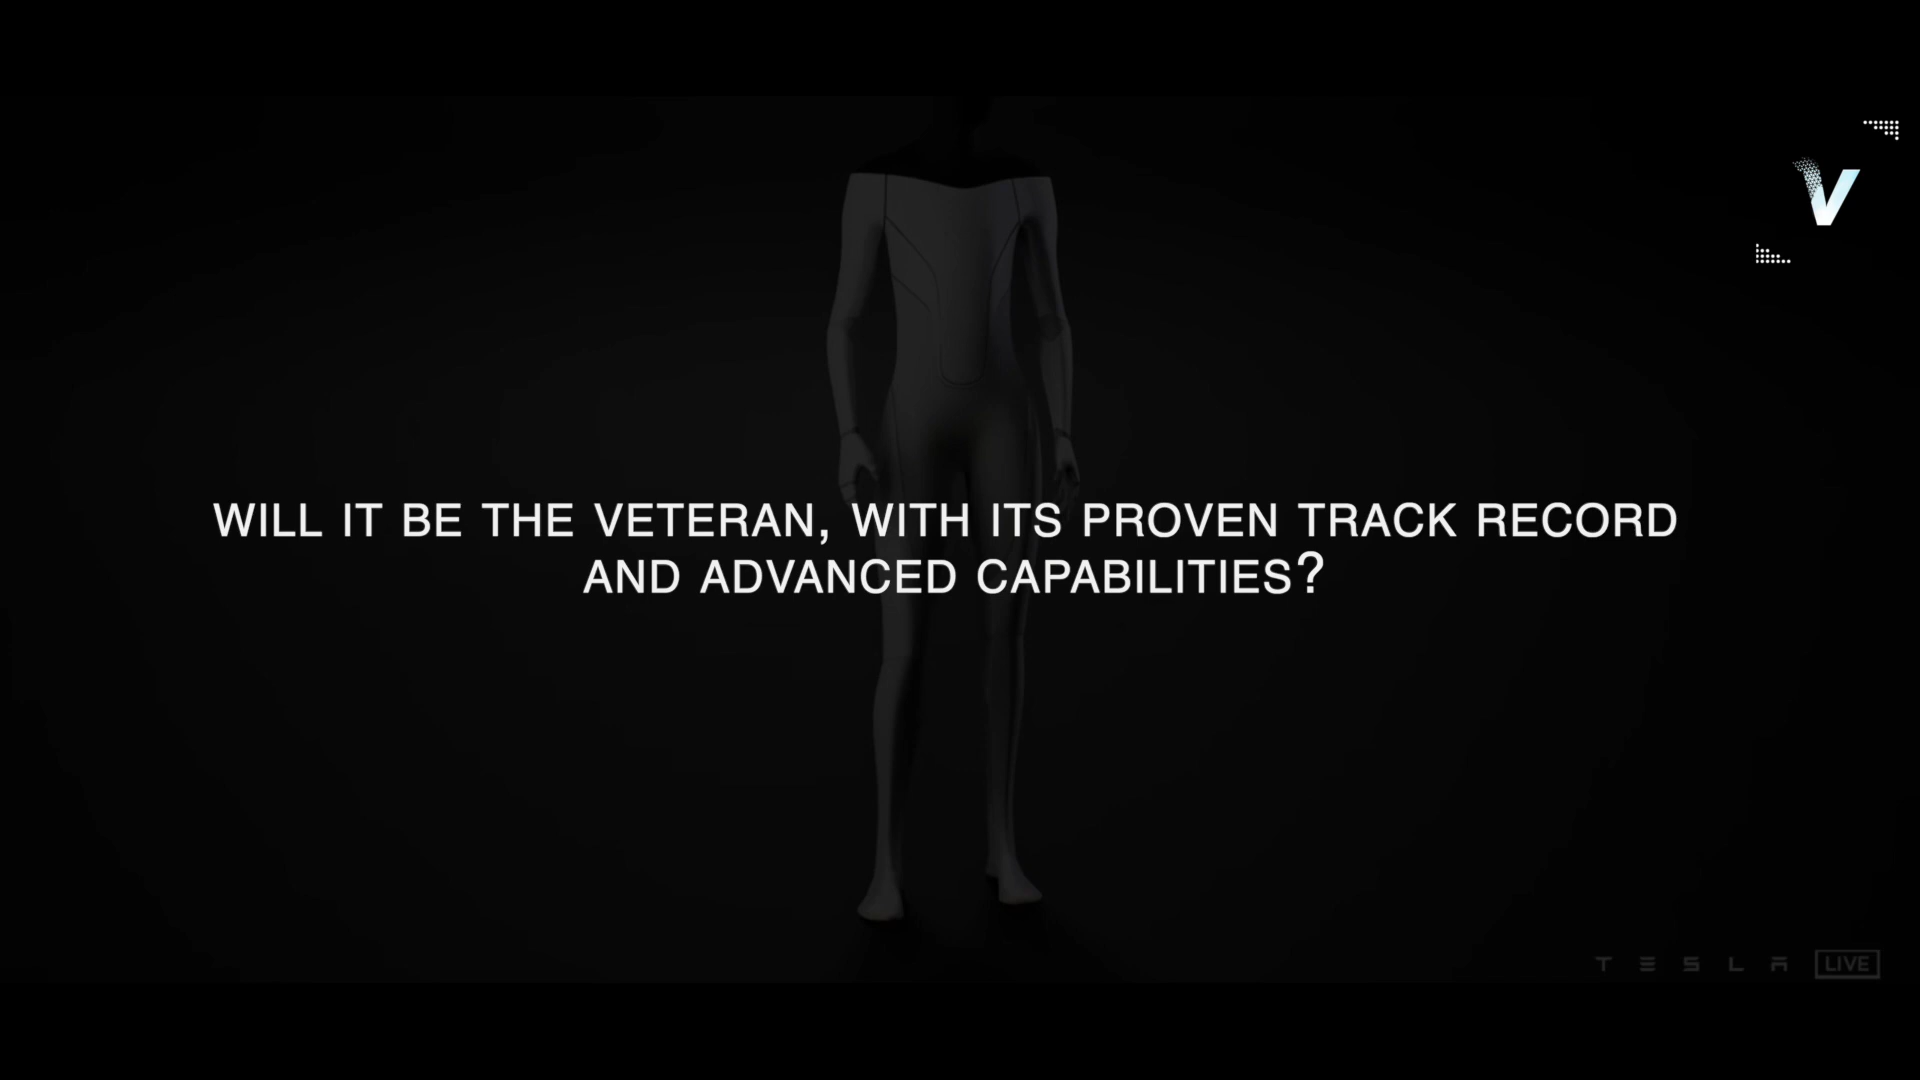 V
WILL IT BE THE VETERAN, WITH ITS PROVEN TRACK RECORD
AND ADVANCED CAPABILITIES?
TESLA LIVE